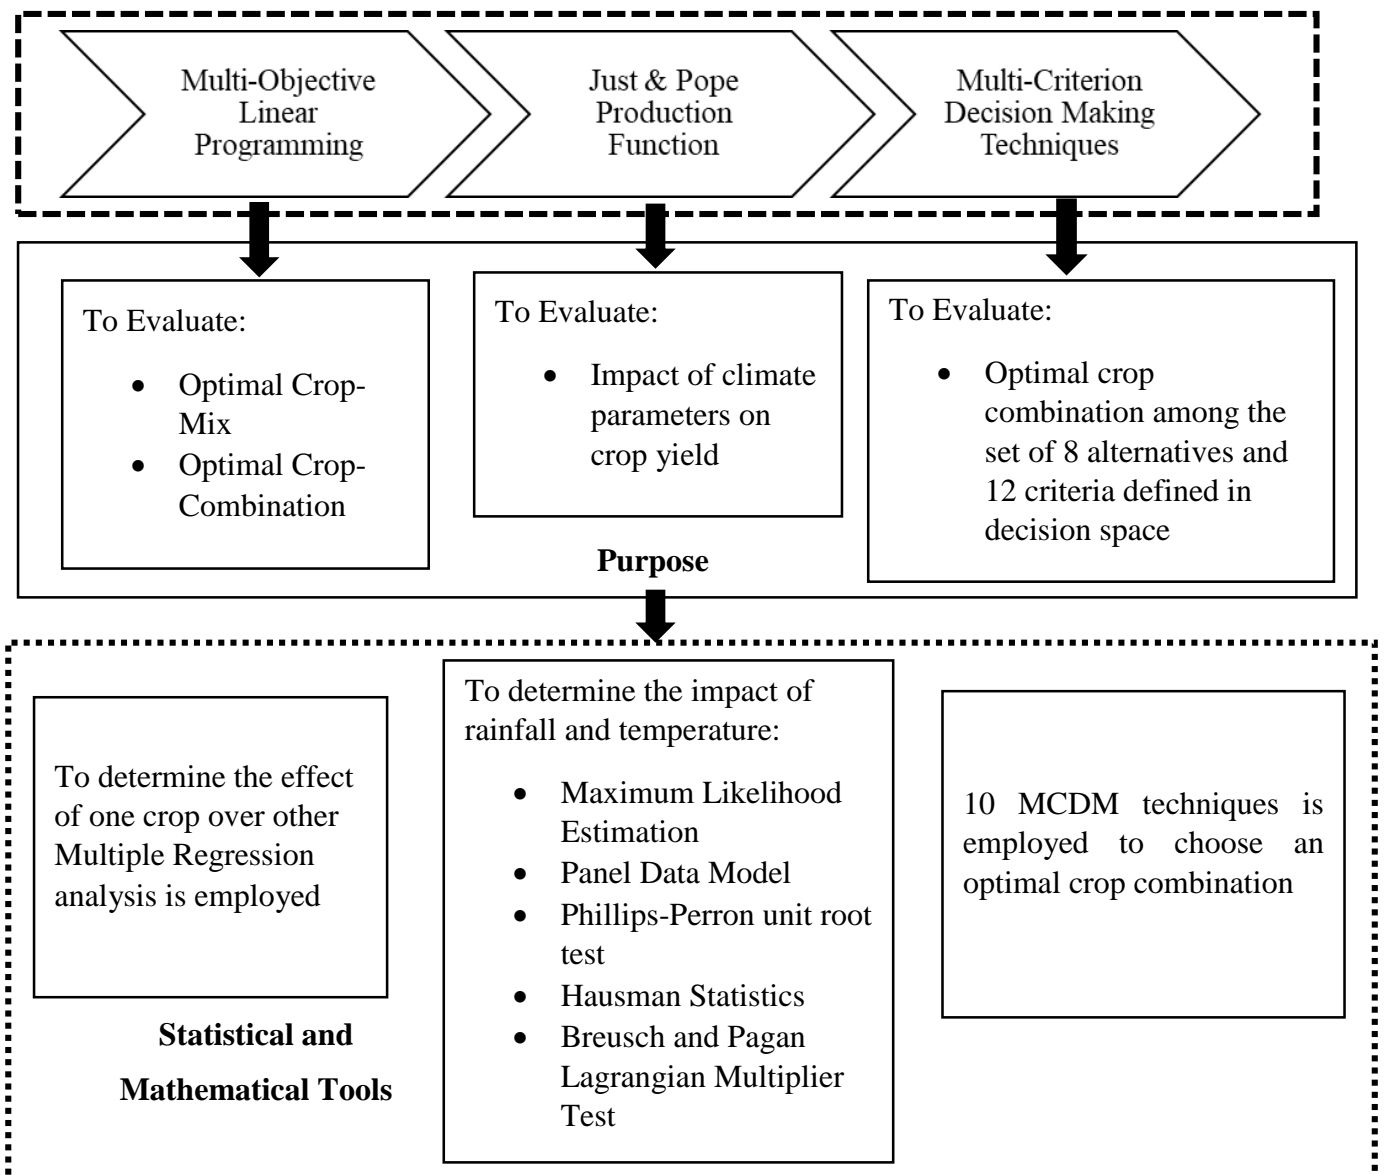 Multi-Objective
Linear
Programming
Just & Pope
Production
Function
Multi-Criterion
Decision Making
Techniques
To Evaluate:
• Optimal Crop-
Mix
• Optimal Crop-
Combination
To Evaluate:
• Impact of climate
parameters on
crop yield
To Evaluate:
• Optimal crop
combination among the
set of 8 alternatives and
12 criteria defined in
decision space
Purpose
To determine the effect
of one crop over other
Multiple Regression
analysis is employed
To determine the impact of
rainfall and temperature:
• Maximum Likelihood
Estimation
• Panel Data Model
• Phillips-Perron unit root
test
• Hausman Statistics
• Breusch and Pagan
Lagrangian Multiplier
Test
10 MCDM techniques is
employed to choose an
optimal crop combination
Statistical and
Mathematical Tools